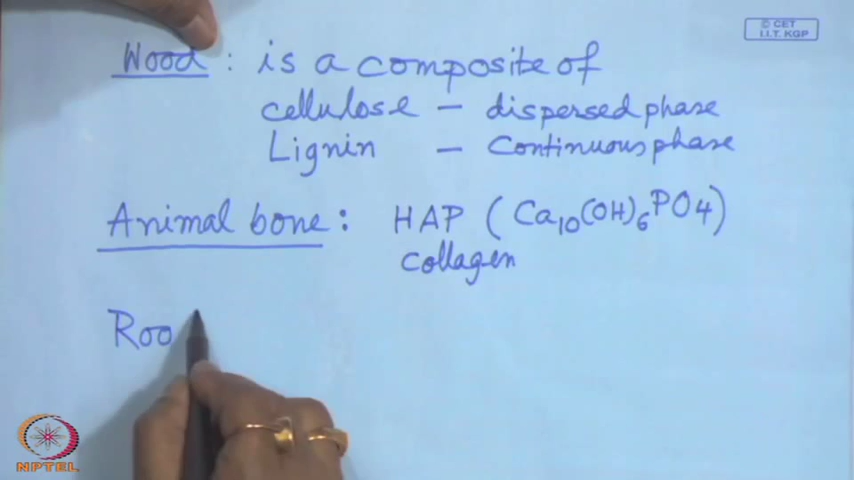 © CET
I.I.T. KGP
Wood : is a composite of
cellulose – dispersed phase
Lignin – Continuous phase
Animal bone : HAP ( Ca10(OH)6PO4)
collagen
Roo
NPTEL